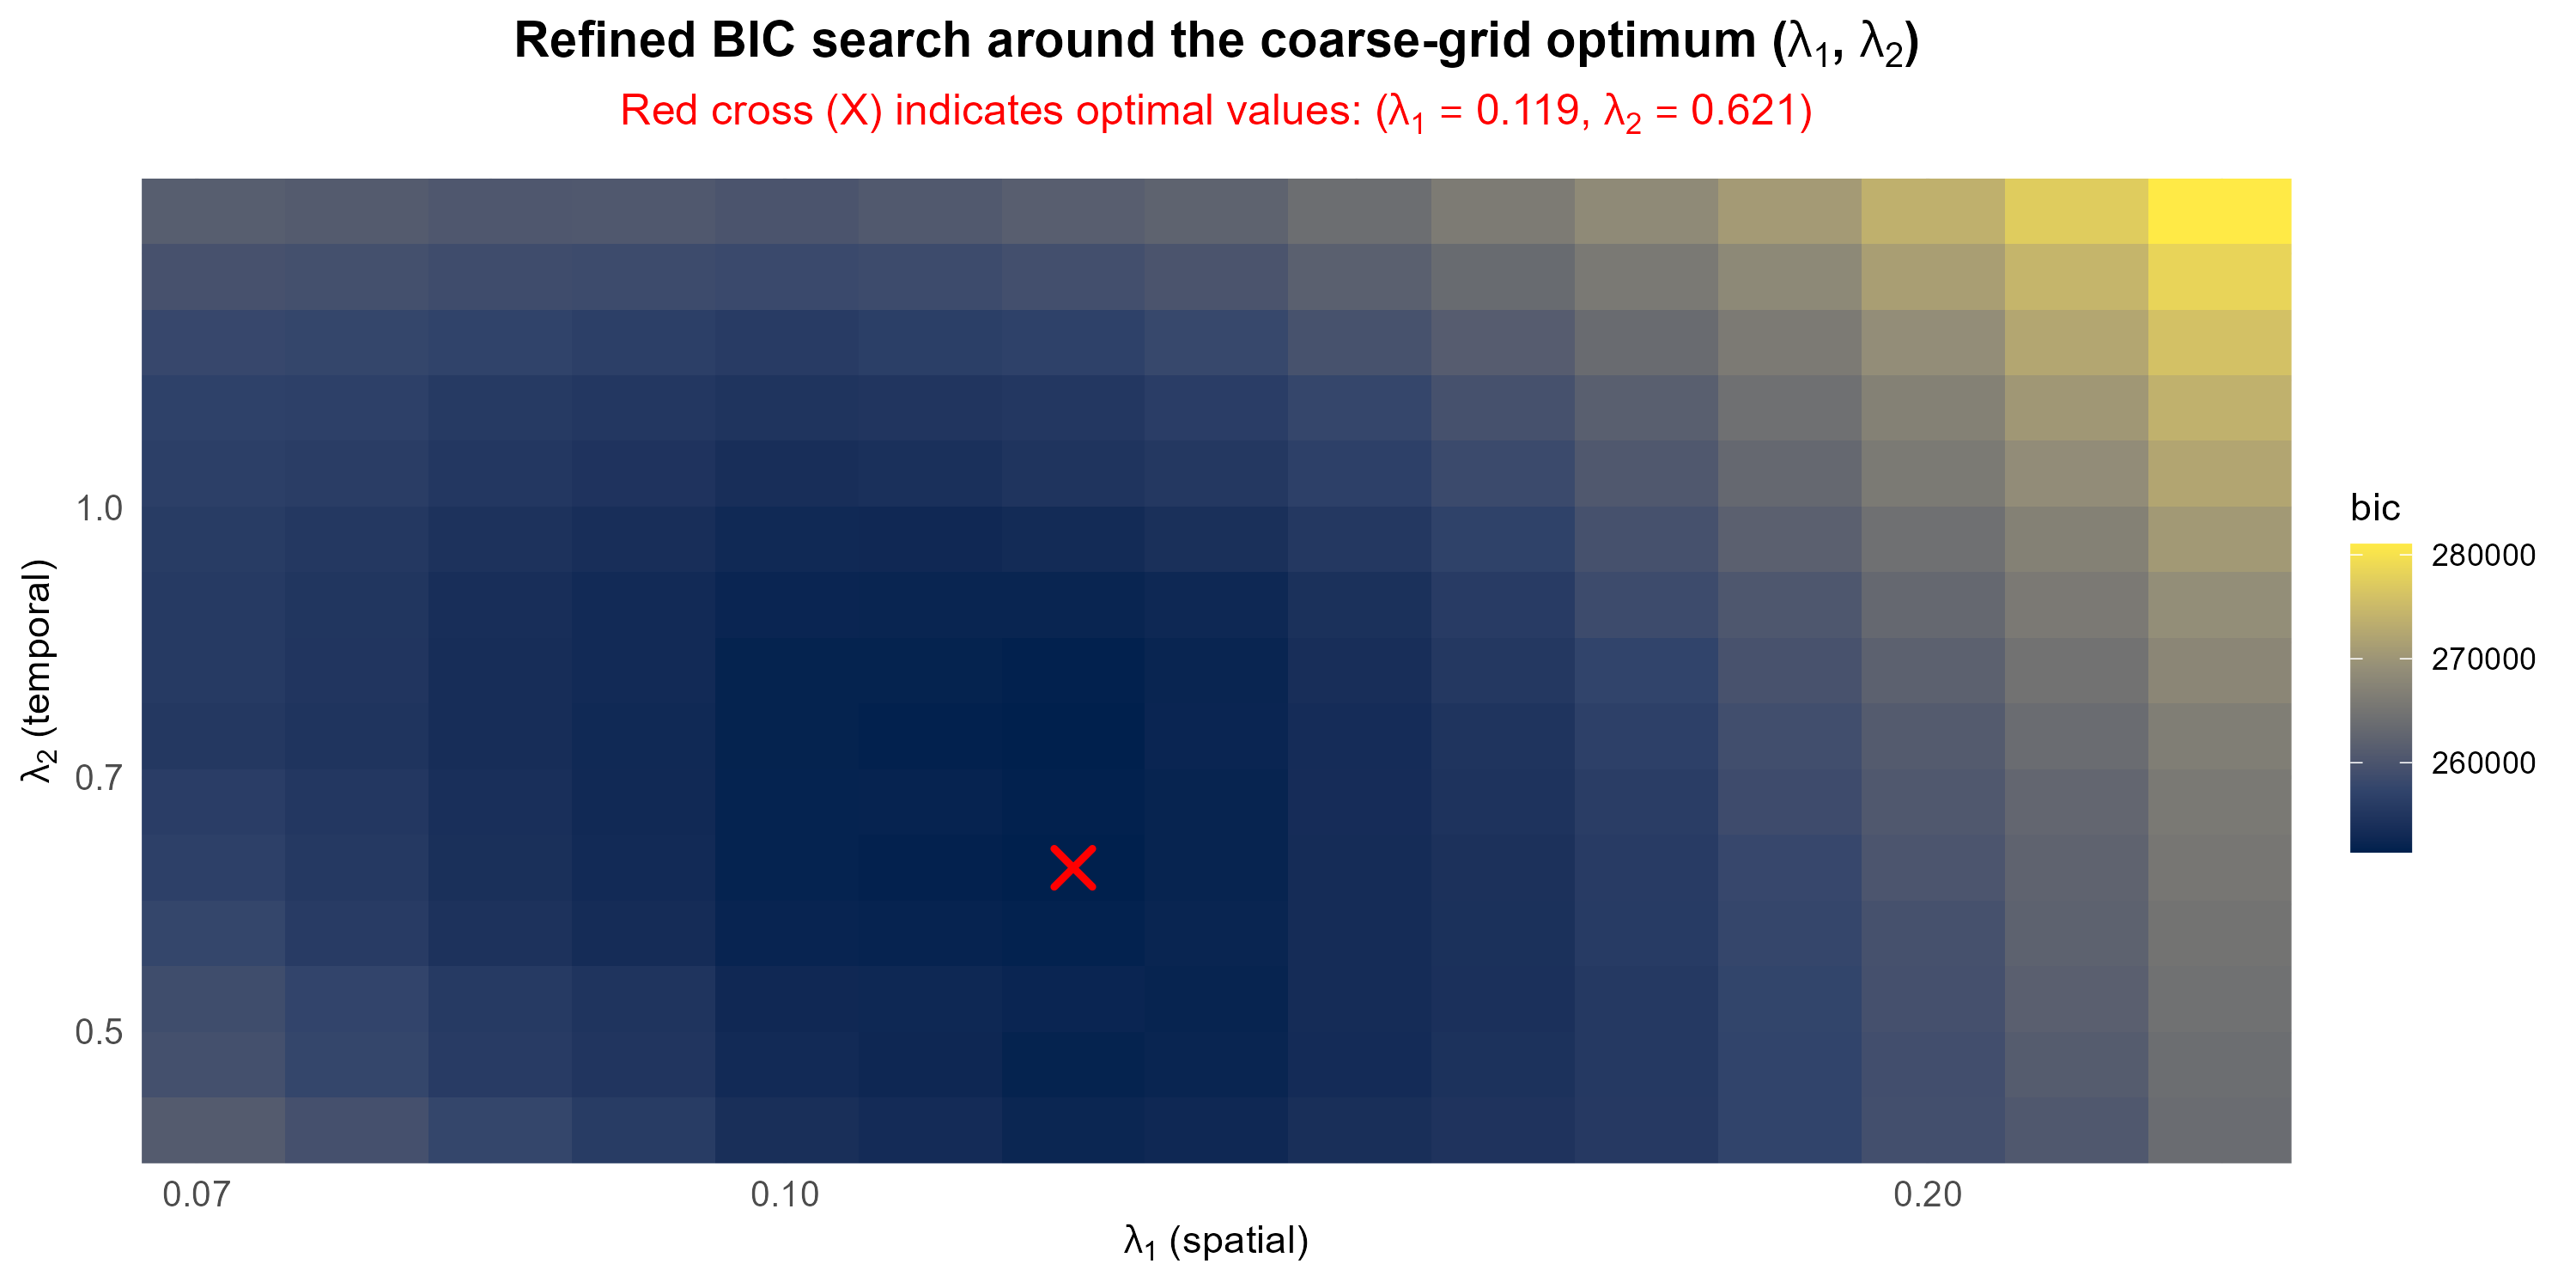 Refined BIC search around the coarse-grid optimum (λ₁, λ₂)
Red cross (X) indicates optimal values: (λ₁ = 0.119, λ₂ = 0.621)
λ₂ (temporal)
1.0
0.7
0.5
0.07
0.10
0.20
λ₁ (spatial)
bic
280000
270000
260000